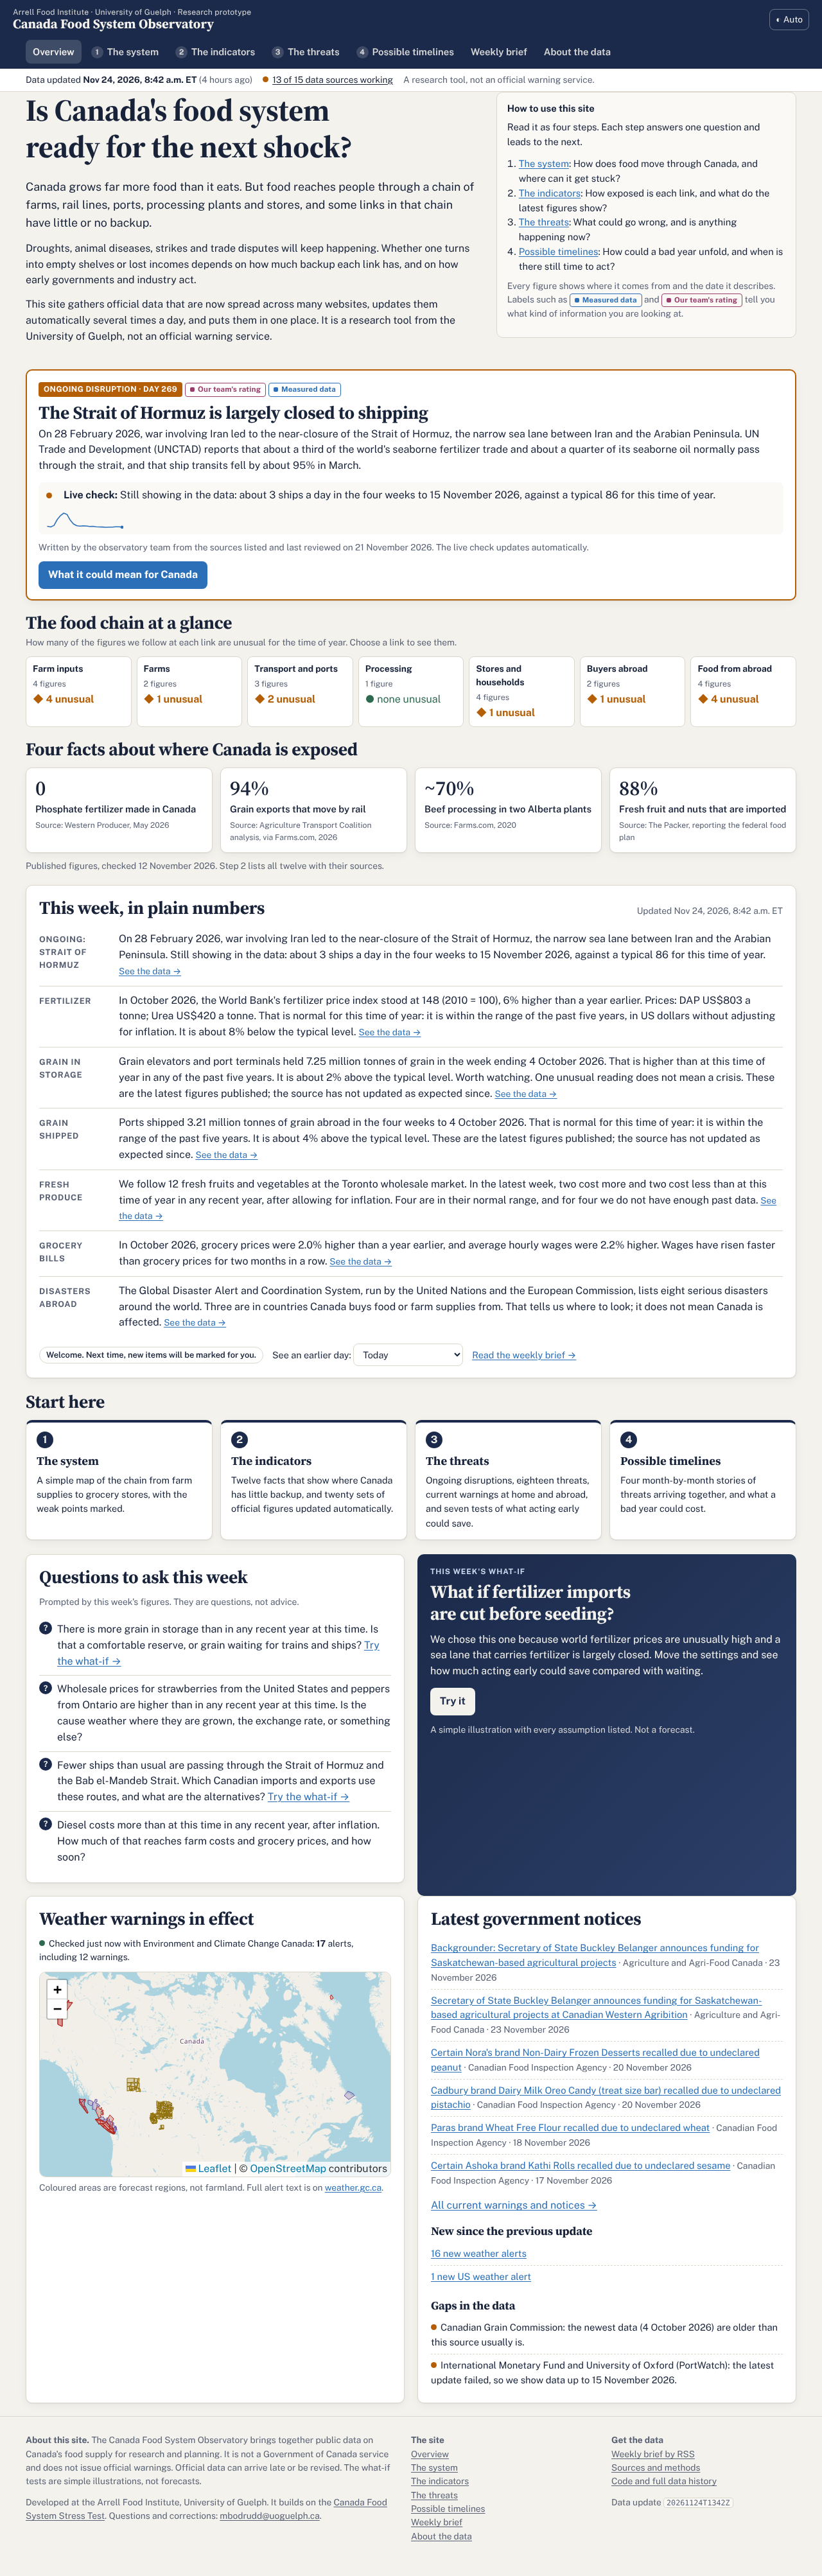 Arrell Food Institute · University of Guelph · Research prototype
Canada Food System Observatory
Auto
Overview
1 The system
2 The indicators
3 The threats
4 Possible timelines
Weekly brief
About the data
Data updated Nov 24, 2026, 8:42 a.m. ET (4 hours ago)
13 of 15 data sources working
A research tool, not an official warning service.
Is Canada's food system
ready for the next shock?
Canada grows far more food than it eats. But food reaches people through a chain of
farms, rail lines, ports, processing plants and stores, and some links in that chain
have little or no backup.
Droughts, animal diseases, strikes and trade disputes will keep happening. Whether one turns
into empty shelves or lost incomes depends on how much backup each link has, and on how
early governments and industry act.
This site gathers official data that are now spread across many websites, updates them
automatically several times a day, and puts them in one place. It is a research tool from the
University of Guelph, not an official warning service.
How to use this site
Read it as four steps. Each step answers one question and
leads to the next.
1. The system: How does food move through Canada, and
where can it get stuck?
2. The indicators: How exposed is each link, and what do the
latest figures show?
3. The threats: What could go wrong, and is anything
happening now?
4. Possible timelines: How could a bad year unfold, and when is
there still time to act?
Every figure shows where it comes from and the date it describes.
Labels such as Measured data and Our team's rating tell you
what kind of information you are looking at.
ONGOING DISRUPTION · DAY 269
Our team's rating
Measured data
The Strait of Hormuz is largely closed to shipping
On 28 February 2026, war involving Iran led to the near-closure of the Strait of Hormuz, the narrow sea lane between Iran and the Arabian Peninsula. UN
Trade and Development (UNCTAD) reports that about a third of the world's seaborne fertilizer trade and about a quarter of its seaborne oil normally pass
through the strait, and that ship transits fell by about 95% in March.
Live check: Still showing in the data: about 3 ships a day in the four weeks to 15 November 2026, against a typical 86 for this time of year.
Written by the observatory team from the sources listed and last reviewed on 21 November 2026. The live check updates automatically.
What it could mean for Canada
The food chain at a glance
How many of the figures we follow at each link are unusual for the time of year. Choose a link to see them.
Farm inputs
4 figures
4 unusual
Farms
2 figures
1 unusual
Transport and ports
3 figures
2 unusual
Processing
1 figure
none unusual
Stores and
households
4 figures
1 unusual
Buyers abroad
2 figures
1 unusual
Food from abroad
4 figures
4 unusual
Four facts about where Canada is exposed
0
Phosphate fertilizer made in Canada
Source: Western Producer, May 2026
94%
Grain exports that move by rail
Source: Agriculture Transport Coalition
analysis, via Farms.com, 2026
~70%
Beef processing in two Alberta plants
Source: Farms.com, 2020
88%
Fresh fruit and nuts that are imported
Source: The Packer, reporting the federal food
plan
Published figures, checked 12 November 2026. Step 2 lists all twelve with their sources.
This week, in plain numbers
Updated Nov 24, 2026, 8:42 a.m. ET
ONGOING:
STRAIT OF
HORMUZ
On 28 February 2026, war involving Iran led to the near-closure of the Strait of Hormuz, the narrow sea lane between Iran and the Arabian
Peninsula. Still showing in the data: about 3 ships a day in the four weeks to 15 November 2026, against a typical 86 for this time of year.
See the data →
FERTILIZER
In October 2026, the World Bank's fertilizer price index stood at 148 (2010 = 100), 6% higher than a year earlier. Prices: DAP US$803 a
tonne; Urea US$420 a tonne. That is normal for this time of year: it is within the range of the past five years, in US dollars without adjusting
for inflation. It is about 8% below the typical level. See the data →
GRAIN IN
STORAGE
Grain elevators and port terminals held 7.25 million tonnes of grain in the week ending 4 October 2026. That is higher than at this time of
year in any of the past five years. It is about 2% above the typical level. Worth watching. One unusual reading does not mean a crisis. These
are the latest figures published; the source has not updated as expected since. See the data →
GRAIN
SHIPPED
Ports shipped 3.21 million tonnes of grain abroad in the four weeks to 4 October 2026. That is normal for this time of year: it is within the
range of the past five years. It is about 4% above the typical level. These are the latest figures published; the source has not updated as
expected since. See the data →
FRESH
PRODUCE
We follow 12 fresh fruits and vegetables at the Toronto wholesale market. In the latest week, two cost more and two cost less than at this
time of year in any recent year, after allowing for inflation. Four are in their normal range, and for four we do not have enough past data. See
the data →
GROCERY
BILLS
In October 2026, grocery prices were 2.0% higher than a year earlier, and average hourly wages were 2.2% higher. Wages have risen faster
than grocery prices for two months in a row. See the data →
DISASTERS
ABROAD
The Global Disaster Alert and Coordination System, run by the United Nations and the European Commission, lists eight serious disasters
around the world. Three are in countries Canada buys food or farm supplies from. That tells us where to look; it does not mean Canada is
affected. See the data →
Welcome. Next time, new items will be marked for you.
See an earlier day: Today
Read the weekly brief →
Start here
1
The system
A simple map of the chain from farm
supplies to grocery stores, with the
weak points marked.
2
The indicators
Twelve facts that show where Canada
has little backup, and twenty sets of
official figures updated automatically.
3
The threats
Ongoing disruptions, eighteen threats,
current warnings at home and abroad,
and seven tests of what acting early
could save.
4
Possible timelines
Four month-by-month stories of
threats arriving together, and what a
bad year could cost.
Questions to ask this week
Prompted by this week's figures. They are questions, not advice.
? There is more grain in storage than in any recent year at this time. Is
that a comfortable reserve, or grain waiting for trains and ships? Try
the what-if →
? Wholesale prices for strawberries from the United States and peppers
from Ontario are higher than in any recent year at this time. Is the
cause weather where they are grown, the exchange rate, or something
else?
? Fewer ships than usual are passing through the Strait of Hormuz and
the Bab el-Mandeb Strait. Which Canadian imports and exports use
these routes, and what are the alternatives? Try the what-if →
? Diesel costs more than at this time in any recent year, after inflation.
How much of that reaches farm costs and grocery prices, and how
soon?
THIS WEEK'S WHAT-IF
What if fertilizer imports
are cut before seeding?
We chose this one because world fertilizer prices are unusually high and a
sea lane that carries fertilizer is largely closed. Move the settings and see
how much acting early could save compared with waiting.
Try it
A simple illustration with every assumption listed. Not a forecast.
Weather warnings in effect
Checked just now with Environment and Climate Change Canada: 17 alerts,
including 12 warnings.
+
−
Canada
Leaflet | © OpenStreetMap contributors
Coloured areas are forecast regions, not farmland. Full alert text is on weather.gc.ca.
Latest government notices
Backgrounder: Secretary of State Buckley Belanger announces funding for
Saskatchewan-based agricultural projects · Agriculture and Agri-Food Canada · 23
November 2026
Secretary of State Buckley Belanger announces funding for Saskatchewan-
based agricultural projects at Canadian Western Agribition · Agriculture and Agri-
Food Canada · 23 November 2026
Certain Nora's brand Non-Dairy Frozen Desserts recalled due to undeclared
peanut · Canadian Food Inspection Agency · 20 November 2026
Cadbury brand Dairy Milk Oreo Candy (treat size bar) recalled due to undeclared
pistachio · Canadian Food Inspection Agency · 20 November 2026
Paras brand Wheat Free Flour recalled due to undeclared wheat · Canadian Food
Inspection Agency · 18 November 2026
Certain Ashoka brand Kathi Rolls recalled due to undeclared sesame · Canadian
Food Inspection Agency · 17 November 2026
All current warnings and notices →
New since the previous update
16 new weather alerts
1 new US weather alert
Gaps in the data
Canadian Grain Commission: the newest data (4 October 2026) are older than
this source usually is.
International Monetary Fund and University of Oxford (PortWatch): the latest
update failed, so we show data up to 15 November 2026.
About this site. The Canada Food System Observatory brings together public data on
Canada's food supply for research and planning. It is not a Government of Canada service
and does not issue official warnings. Official data can arrive late or be revised. The what-if
tests are simple illustrations, not forecasts.
Developed at the Arrell Food Institute, University of Guelph. It builds on the Canada Food
System Stress Test. Questions and corrections: mbodrudd@uoguelph.ca.
The site
Overview
The system
The indicators
The threats
Possible timelines
Weekly brief
About the data
Get the data
Weekly brief by RSS
Sources and methods
Code and full data history
Data update 20261124T1342Z